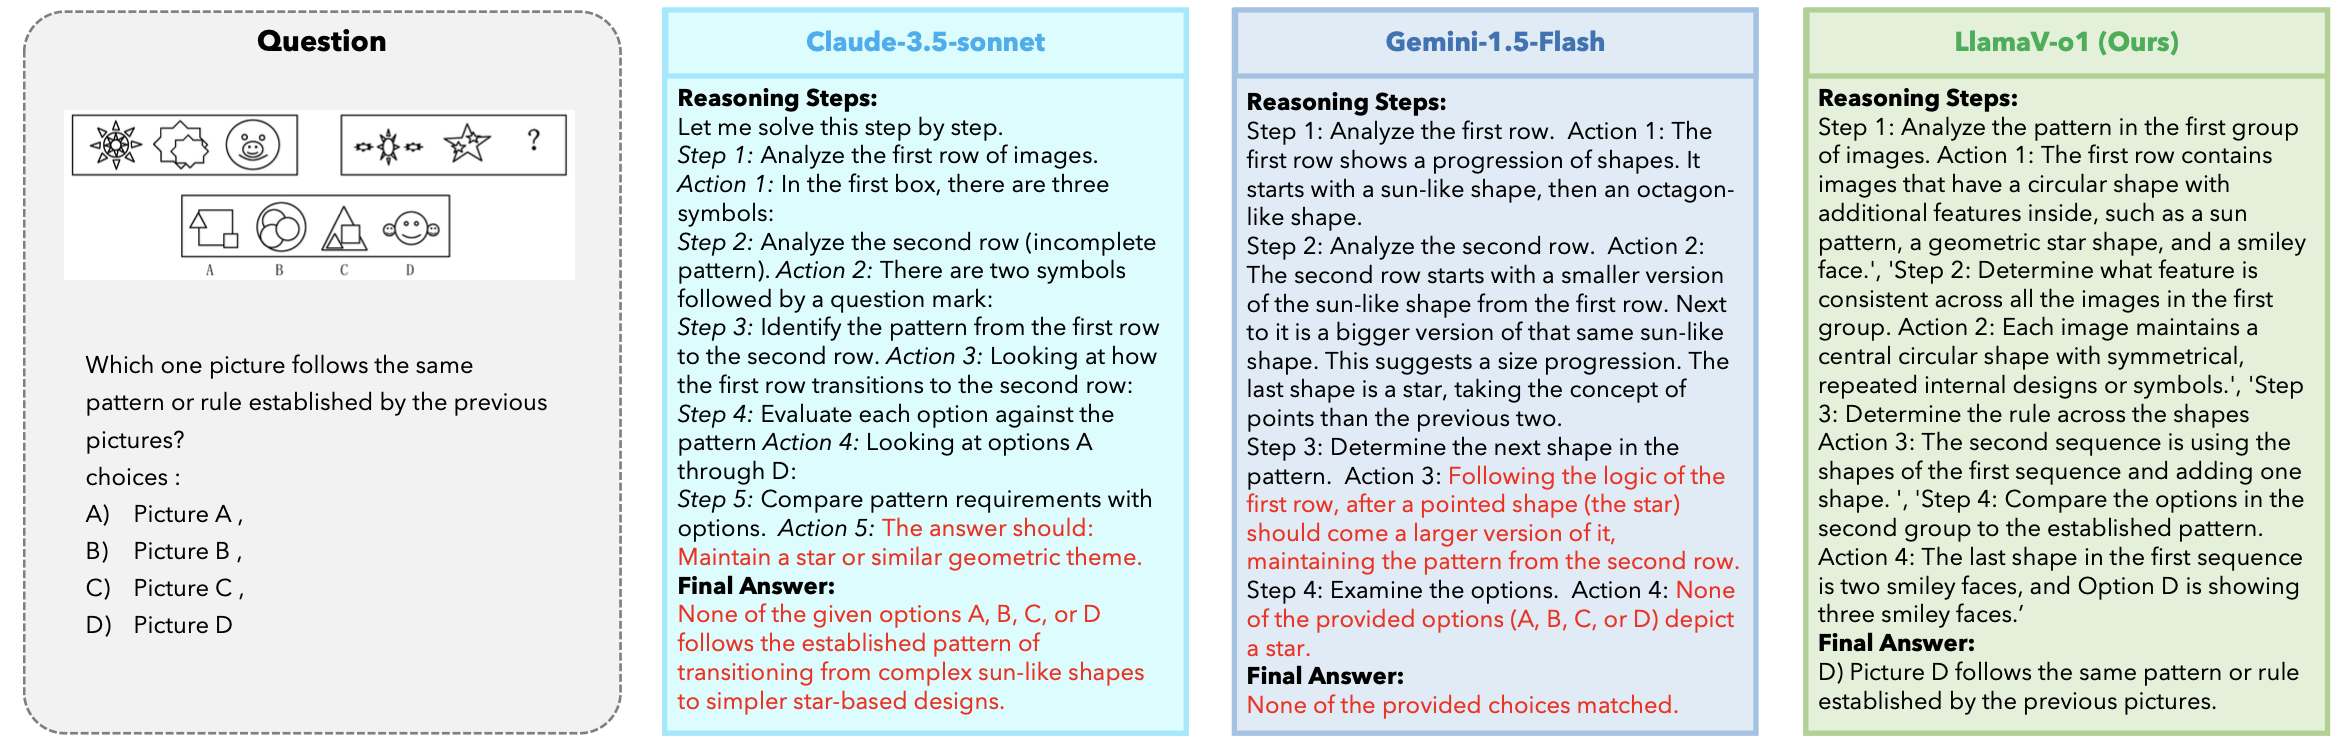 Question
?
A B C D
Which one picture follows the same
pattern or rule established by the previous
pictures?
choices :
A) Picture A ,
B) Picture B ,
C) Picture C ,
D) Picture D
Claude-3.5-sonnet
Reasoning Steps:
Let me solve this step by step.
Step 1: Analyze the first row of images.
Action 1: In the first box, there are three
symbols:
Step 2: Analyze the second row (incomplete
pattern). Action 2: There are two symbols
followed by a question mark:
Step 3: Identify the pattern from the first row
to the second row. Action 3: Looking at how
the first row transitions to the second row:
Step 4: Evaluate each option against the
pattern Action 4: Looking at options A
through D:
Step 5: Compare pattern requirements with
options. Action 5: The answer should:
Maintain a star or similar geometric theme.
Final Answer:
None of the given options A, B, C, or D
follows the established pattern of
transitioning from complex sun-like shapes
to simpler star-based designs.
Gemini-1.5-Flash
Reasoning Steps:
Step 1: Analyze the first row. Action 1: The
first row shows a progression of shapes. It
starts with a sun-like shape, then an octagon-
like shape.
Step 2: Analyze the second row. Action 2:
The second row starts with a smaller version
of the sun-like shape from the first row. Next
to it is a bigger version of that same sun-like
shape. This suggests a size progression. The
last shape is a star, taking the concept of
points than the previous two.
Step 3: Determine the next shape in the
pattern. Action 3: Following the logic of the
first row, after a pointed shape (the star)
should come a larger version of it,
maintaining the pattern from the second row.
Step 4: Examine the options. Action 4: None
of the provided options (A, B, C, or D) depict
a star.
Final Answer:
None of the provided choices matched.
LlamaV-o1 (Ours)
Reasoning Steps:
Step 1: Analyze the pattern in the first group
of images. Action 1: The first row contains
images that have a circular shape with
additional features inside, such as a sun
pattern, a geometric star shape, and a smiley
face.', 'Step 2: Determine what feature is
consistent across all the images in the first
group. Action 2: Each image maintains a
central circular shape with symmetrical,
repeated internal designs or symbols.', 'Step
3: Determine the rule across the shapes
Action 3: The second sequence is using the
shapes of the first sequence and adding one
shape. ', 'Step 4: Compare the options in the
second group to the established pattern.
Action 4: The last shape in the first sequence
is two smiley faces, and Option D is showing
three smiley faces.’
Final Answer:
D) Picture D follows the same pattern or rule
established by the previous pictures.